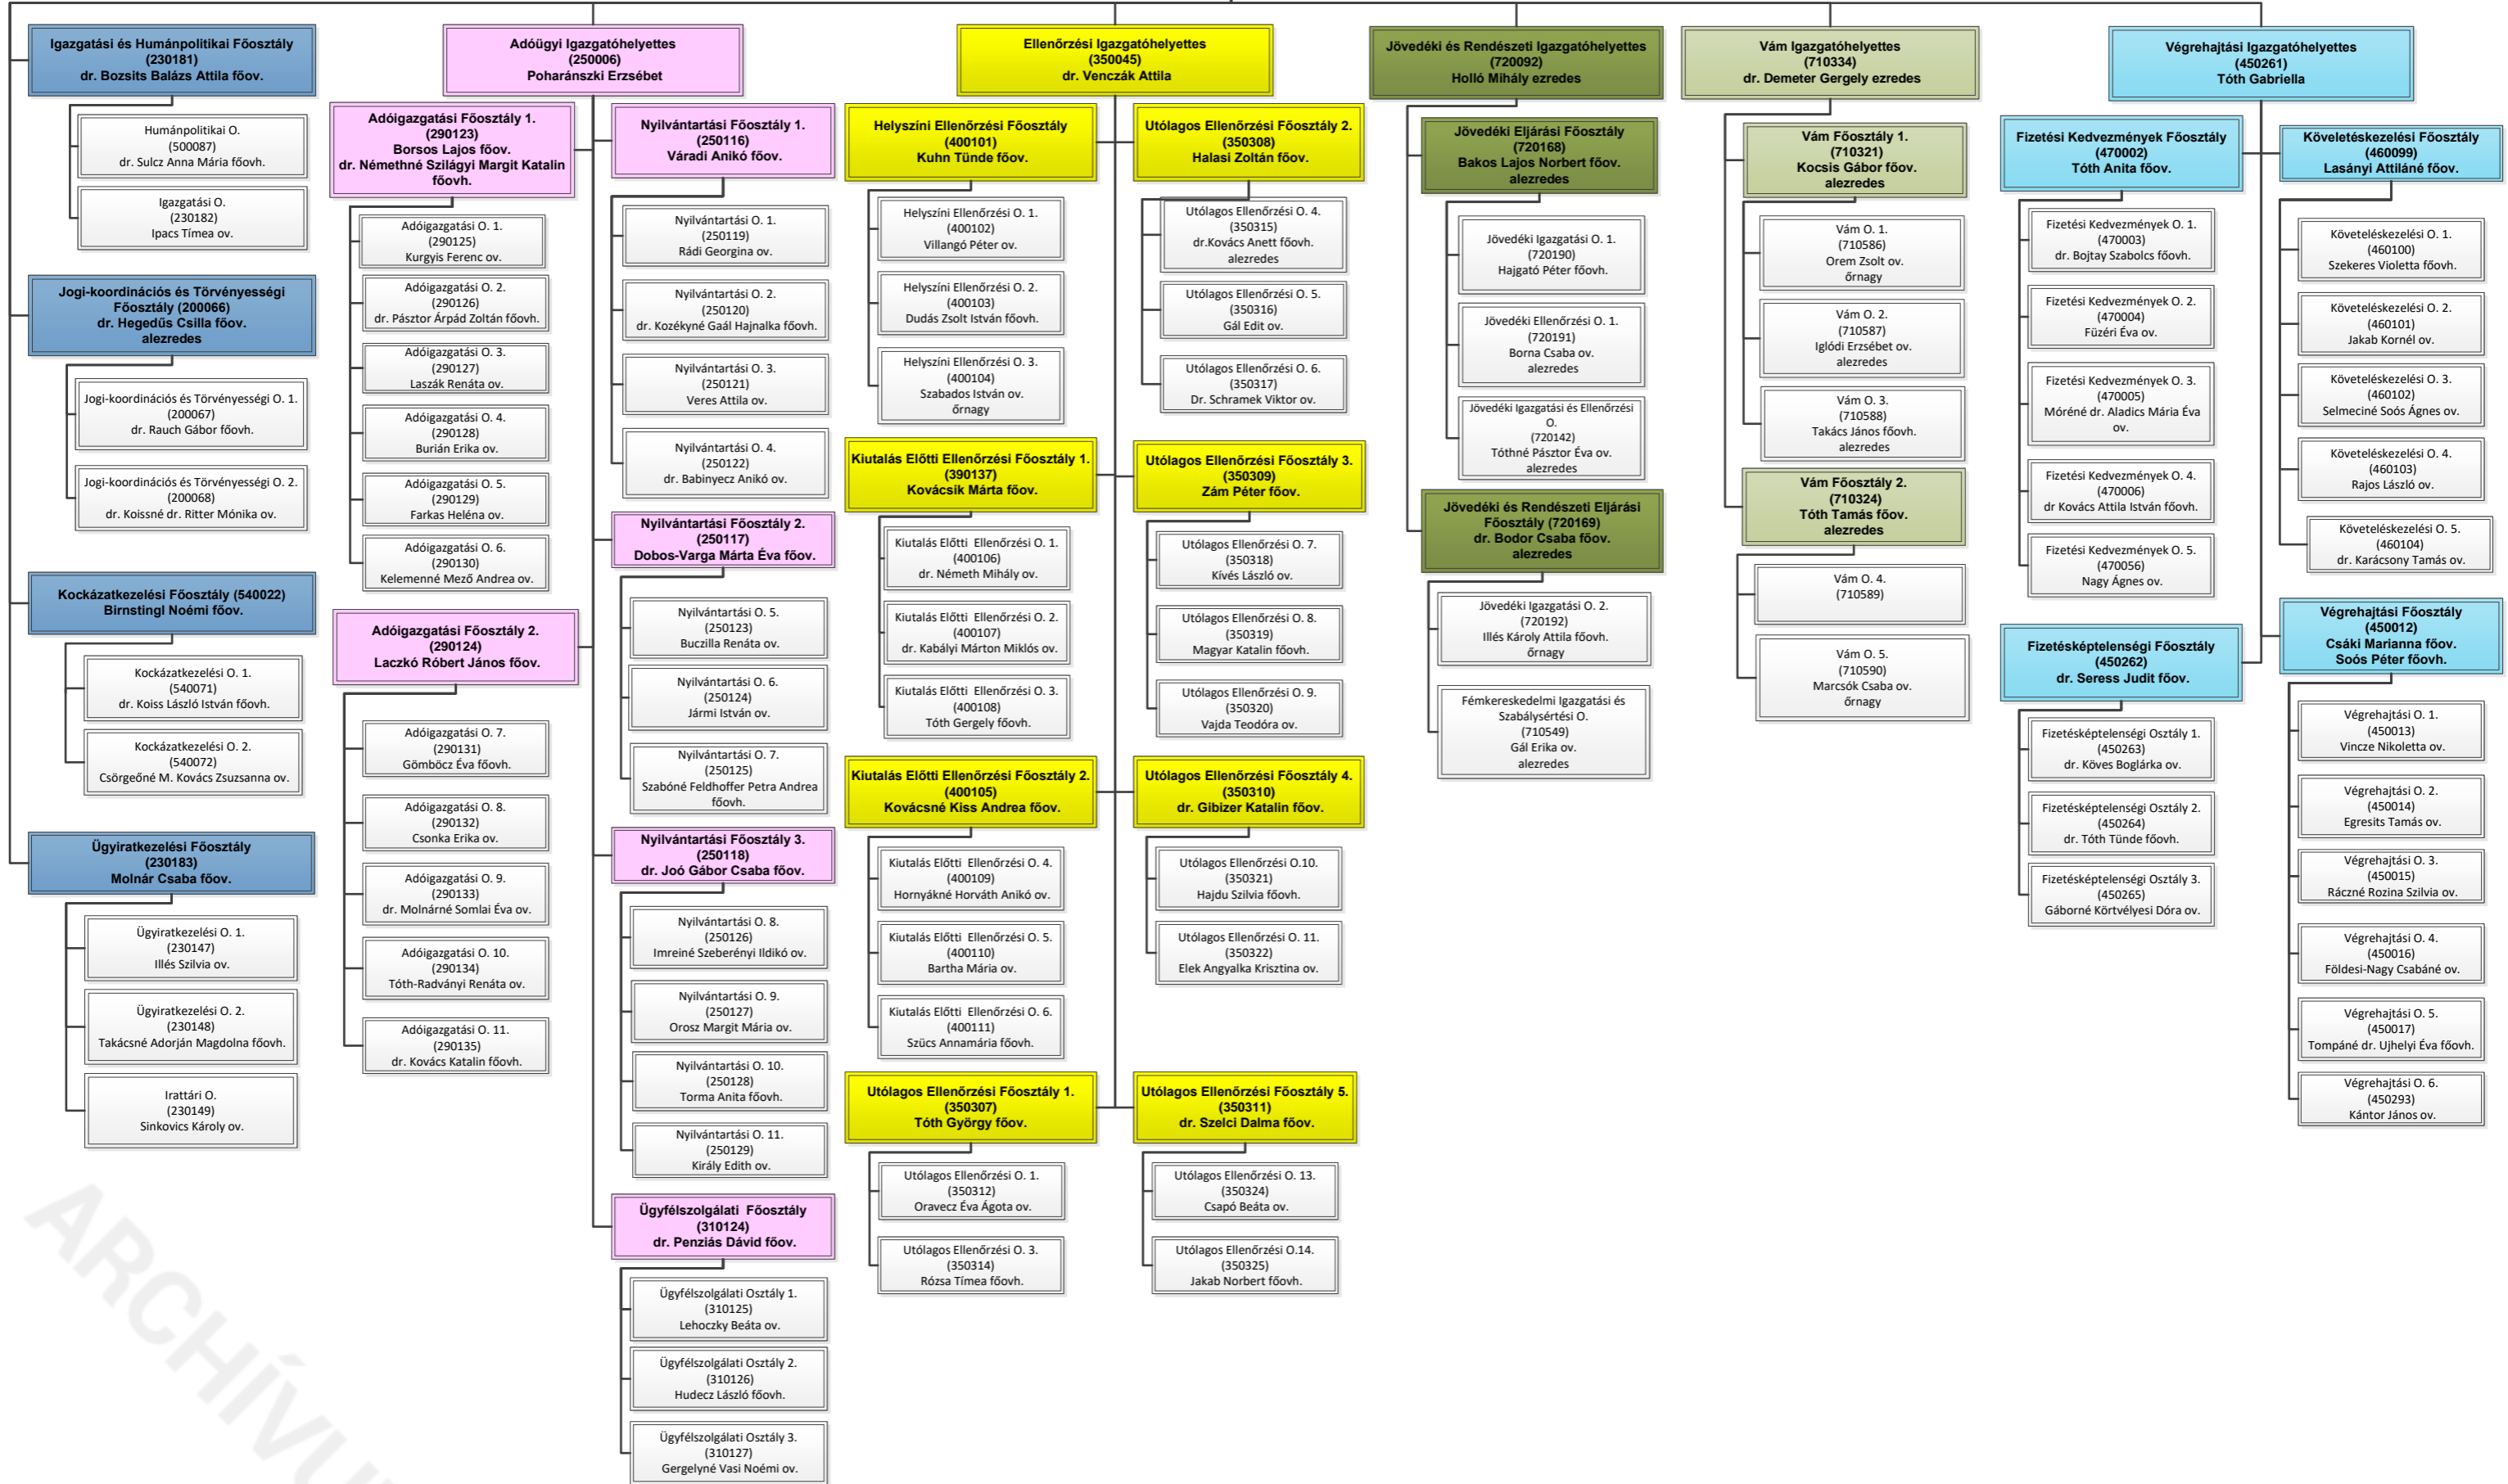 Igazgatási és Humánpolitikai Főosztály
(230181)
dr. Bozsits Balázs Attila főov.
Humánpolitikai O.
(500087)
dr. Sulcz Anna Mária főovh.
Igazgatási O.
(230182)
Ipacs Tímea ov.
Jogi-koordinációs és Törvényességi
Főosztály (200066)
dr. Hegedűs Csilla főov.
alezredes
Jogi-koordinációs és Törvényességi O. 1.
(200067)
dr. Rauch Gábor főovh.
Jogi-koordinációs és Törvényességi O. 2.
(200068)
dr. Koissné dr. Ritter Mónika ov.
Kockázatkezelési Főosztály (540022)
Birnstingl Noémi főov.
Kockázatkezelési O. 1.
(540071)
dr. Koiss László István főovh.
Kockázatkezelési O. 2.
(540072)
Csörgeőné M. Kovács Zsuzsanna ov.
Ügyiratkezelési Főosztály
(230183)
Molnár Csaba főov.
Ügyiratkezelési O. 1.
(230147)
Illés Szilvia ov.
Ügyiratkezelési O. 2.
(230148)
Takácsné Adorján Magdolna főovh.
Irattári O.
(230149)
Sinkovics Károly ov.
Adóügyi Igazgatóhelyettes
(250006)
Poharánszki Erzsébet
Adóigazgatási Főosztály 1.
(290123)
Borsos Lajos főov.
dr. Némethné Szilágyi Margit Katalin
főovh.
Adóigazgatási O. 1.
(290125)
Kurgyis Ferenc ov.
Adóigazgatási O. 2.
(290126)
dr. Pásztor Árpád Zoltán főovh.
Adóigazgatási O. 3.
(290127)
Laszák Renáta ov.
Adóigazgatási O. 4.
(290128)
Burián Erika ov.
Adóigazgatási O. 5.
(290129)
Farkas Heléna ov.
Adóigazgatási O. 6.
(290130)
Kelemenné Mező Andrea ov.
Adóigazgatási Főosztály 2.
(290124)
Laczkó Róbert János főov.
Adóigazgatási O. 7.
(290131)
Gömböcz Éva főovh.
Adóigazgatási O. 8.
(290132)
Csonka Erika ov.
Adóigazgatási O. 9.
(290133)
dr. Molnárné Somlai Éva ov.
Adóigazgatási O. 10.
(290134)
Tóth-Radványi Renáta ov.
Adóigazgatási O. 11.
(290135)
dr. Kovács Katalin főovh.
Nyilvántartási Főosztály 1.
(250116)
Váradi Anikó főov.
Nyilvántartási O. 1.
(250119)
Rádi Georgina ov.
Nyilvántartási O. 2.
(250120)
dr. Kozékyné Gaál Hajnalka főovh.
Nyilvántartási O. 3.
(250121)
Veres Attila ov.
Nyilvántartási O. 4.
(250122)
dr. Babinyecz Anikó ov.
Nyilvántartási Főosztály 2.
(250117)
Dobos-Varga Márta Éva főov.
Nyilvántartási O. 5.
(250123)
Buczilla Renáta ov.
Nyilvántartási O. 6.
(250124)
Jármi István ov.
Nyilvántartási O. 7.
(250125)
Szabóné Feldhoffer Petra Andrea
főovh.
Nyilvántartási Főosztály 3.
(250118)
dr. Joó Gábor Csaba főov.
Nyilvántartási O. 8.
(250126)
Imreiné Szeberényi Ildikó ov.
Nyilvántartási O. 9.
(250127)
Orosz Margit Mária ov.
Nyilvántartási O. 10.
(250128)
Torma Anita főovh.
Nyilvántartási O. 11.
(250129)
Király Edith ov.
Ügyfélszolgálati Főosztály
(310124)
dr. Penziás Dávid főov.
Ügyfélszolgálati Osztály 1.
(310125)
Lehoczky Beáta ov.
Ügyfélszolgálati Osztály 2.
(310126)
Hudecz László főovh.
Ügyfélszolgálati Osztály 3.
(310127)
Gergelyné Vasi Noémi ov.
Ellenőrzési Igazgatóhelyettes
(350045)
dr. Venczák Attila
Helyszíni Ellenőrzési Főosztály
(400101)
Kuhn Tünde főov.
Helyszíni Ellenőrzési O. 1.
(400102)
Villangó Péter ov.
Helyszíni Ellenőrzési O. 2.
(400103)
Dudás Zsolt István főovh.
Helyszíni Ellenőrzési O. 3.
(400104)
Szabados István ov.
őrnagy
Kiutalás Előtti Ellenőrzési Főosztály 1.
(390137)
Kovácsik Márta főov.
Kiutalás Előtti Ellenőrzési O. 1.
(400106)
dr. Németh Mihály ov.
Kiutalás Előtti Ellenőrzési O. 2.
(400107)
dr. Kabályi Márton Miklós ov.
Kiutalás Előtti Ellenőrzési O. 3.
(400108)
Tóth Gergely főovh.
Kiutalás Előtti Ellenőrzési Főosztály 2.
(400105)
Kovácsné Kiss Andrea főov.
Kiutalás Előtti Ellenőrzési O. 4.
(400109)
Hornyákné Horváth Anikó ov.
Kiutalás Előtti Ellenőrzési O. 5.
(400110)
Bartha Mária ov.
Kiutalás Előtti Ellenőrzési O. 6.
(400111)
Szücs Annamária főovh.
Utólagos Ellenőrzési Főosztály 1.
(350307)
Tóth György főov.
Utólagos Ellenőrzési O. 1.
(350312)
Oravecz Éva Ágota ov.
Utólagos Ellenőrzési O. 3.
(350314)
Rózsa Tímea főovh.
Utólagos Ellenőrzési Főosztály 2.
(350308)
Halasi Zoltán főov.
Utólagos Ellenőrzési O. 4.
(350315)
dr.Kovács Anett főovh.
alezredes
Utólagos Ellenőrzési O. 5.
(350316)
Gál Edit ov.
Utólagos Ellenőrzési O. 6.
(350317)
Dr. Schramek Viktor ov.
Utólagos Ellenőrzési Főosztály 3.
(350309)
Zám Péter főov.
Utólagos Ellenőrzési O. 7.
(350318)
Kívés László ov.
Utólagos Ellenőrzési O. 8.
(350319)
Magyar Katalin főovh.
Utólagos Ellenőrzési O. 9.
(350320)
Vajda Teodóra ov.
Utólagos Ellenőrzési Főosztály 4.
(350310)
dr. Gibizer Katalin főov.
Utólagos Ellenőrzési O.10.
(350321)
Hajdu Szilvia főovh.
Utólagos Ellenőrzési O. 11.
(350322)
Elek Angyalka Krisztina ov.
Utólagos Ellenőrzési Főosztály 5.
(350311)
dr. Szelci Dalma főov.
Utólagos Ellenőrzési O. 13.
(350324)
Csapó Beáta ov.
Utólagos Ellenőrzési O.14.
(350325)
Jakab Norbert főovh.
Jövedéki és Rendészeti Igazgatóhelyettes
(720092)
Holló Mihály ezredes
Jövedéki Eljárási Főosztály
(720168)
Bakos Lajos Norbert főov.
alezredes
Jövedéki Igazgatási O. 1.
(720190)
Hajgató Péter főovh.
Jövedéki Ellenőrzési O. 1.
(720191)
Borna Csaba ov.
alezredes
Jövedéki Igazgatási és Ellenőrzési
O.
(720142)
Tóthné Pásztor Éva ov.
alezredes
Jövedéki és Rendészeti Eljárási
Főosztály (720169)
dr. Bodor Csaba főov.
alezredes
Jövedéki Igazgatási O. 2.
(720192)
Illés Károly Attila főovh.
őrnagy
Fémkereskedelmi Igazgatási és
Szabálysértési O.
(710549)
Gál Erika ov.
alezredes
Vám Igazgatóhelyettes
(710334)
dr. Demeter Gergely ezredes
Vám Főosztály 1.
(710321)
Kocsis Gábor főov.
alezredes
Vám O. 1.
(710586)
Orem Zsolt ov.
őrnagy
Vám O. 2.
(710587)
Iglódi Erzsébet ov.
alezredes
Vám O. 3.
(710588)
Takács János főovh.
alezredes
Vám Főosztály 2.
(710324)
Tóth Tamás főov.
alezredes
Vám O. 4.
(710589)
Vám O. 5.
(710590)
Marcsók Csaba ov.
őrnagy
Végrehajtási Igazgatóhelyettes
(450261)
Tóth Gabriella
Fizetési Kedvezmények Főosztály
(470002)
Tóth Anita főov.
Fizetési Kedvezmények O. 1.
(470003)
dr. Bojtay Szabolcs főovh.
Fizetési Kedvezmények O. 2.
(470004)
Füzéri Éva ov.
Fizetési Kedvezmények O. 3.
(470005)
Móréné dr. Aladics Mária Éva
ov.
Fizetési Kedvezmények O. 4.
(470006)
dr Kovács Attila István főovh.
Fizetési Kedvezmények O. 5.
(470056)
Nagy Ágnes ov.
Fizetésképtelenségi Főosztály
(450262)
dr. Seress Judit főov.
Fizetésképtelenségi Osztály 1.
(450263)
dr. Köves Boglárka ov.
Fizetésképtelenségi Osztály 2.
(450264)
dr. Tóth Tünde főovh.
Fizetésképtelenségi Osztály 3.
(450265)
Gáborné Körtvélyesi Dóra ov.
Követeléskezelési Főosztály
(460099)
Lasányi Attiláné főov.
Követeléskezelési O. 1.
(460100)
Szekeres Violetta főovh.
Követeléskezelési O. 2.
(460101)
Jakab Kornél ov.
Követeléskezelési O. 3.
(460102)
Selmeciné Soós Ágnes ov.
Követeléskezelési O. 4.
(460103)
Rajos László ov.
Követeléskezelési O. 5.
(460104)
dr. Karácsony Tamás ov.
Végrehajtási Főosztály
(450012)
Csáki Marianna főov.
Soós Péter főovh.
Végrehajtási O. 1.
(450013)
Vincze Nikoletta ov.
Végrehajtási O. 2.
(450014)
Egresits Tamás ov.
Végrehajtási O. 3.
(450015)
Ráczné Rozina Szilvia ov.
Végrehajtási O. 4.
(450016)
Földesi-Nagy Csabáné ov.
Végrehajtási O. 5.
(450017)
Tompáné dr. Ujhelyi Éva főovh.
Végrehajtási O. 6.
(450293)
Kántor János ov.